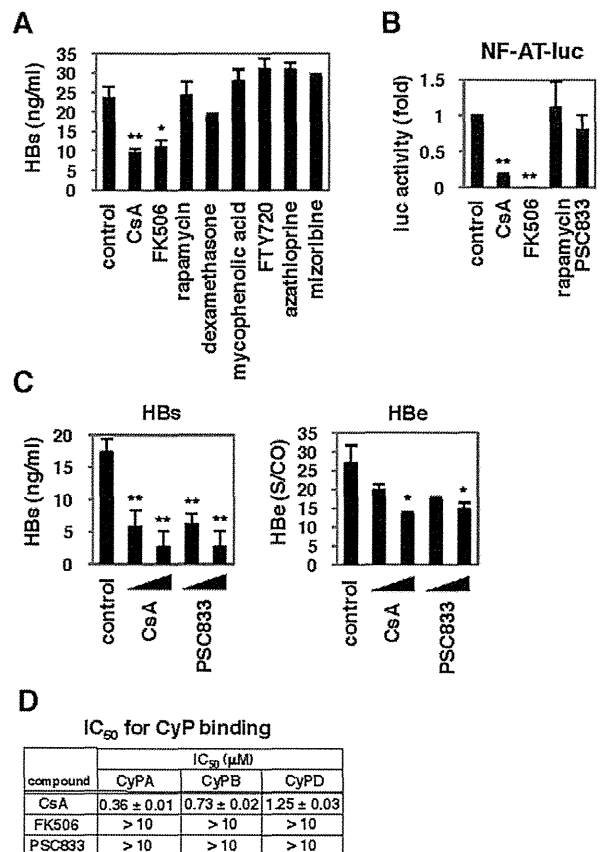 A
HBs (ng/ml)
35
30
25
20
15
10
5
0
** *
control
CsA
FK506
rapamycin
dexamethasone
mycophenolic acid
FTY720
azathioprine
mizoribine
B
NF-AT-luc
luc activity (fold)
1.5
1
0.5
0
** **
control
CsA
FK506
rapamycin
PSC833
C
HBs
HBs (ng/ml)
20
15
10
5
0
** ** ** **
control
CsA
PSC833
HBe
HBe (S/CO)
35
30
25
20
15
10
5
0
* *
control
CsA
PSC833
D
IC50 for CyP binding
IC50 (μM)
compound CyPA CyPB CyPD
CsA 0.36 ± 0.01 0.73 ± 0.02 1.25 ± 0.03
FK506 > 10 > 10 > 10
PSC833 > 10 > 10 > 10